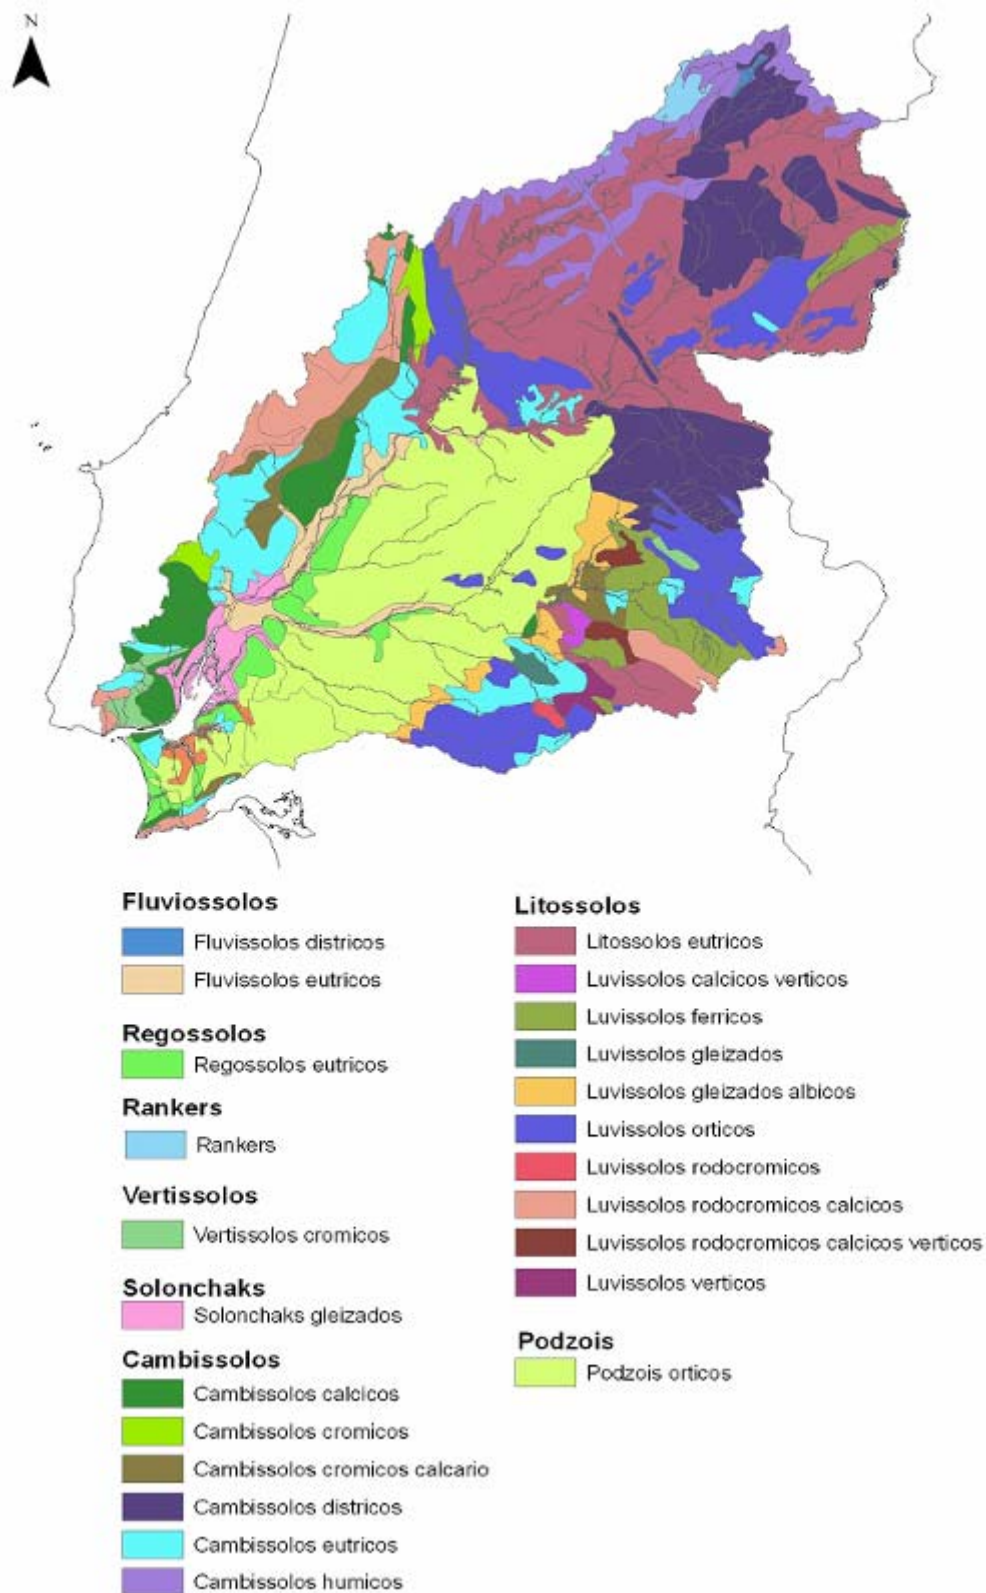 N
Fluviossolos
Fluvissolos districos
Fluvissolos eutricos
Regossolos
Regossolos eutricos
Rankers
Rankers
Vertissolos
Vertissolos cromicos
Solonchaks
Solonchaks gleizados
Cambissolos
Cambissolos calcicos
Cambissolos cromicos
Cambissolos cromicos calcario
Cambissolos districos
Cambissolos eutricos
Cambissolos humicos
Litossolos
Litossolos eutricos
Luvissolos calcicos verticos
Luvissolos ferricos
Luvissolos gleizados
Luvissolos gleizados albicos
Luvissolos orticos
Luvissolos rodocromicos
Luvissolos rodocromicos calcicos
Luvissolos rodocromicos calcicos verticos
Luvissolos verticos
Podzois
Podzois orticos